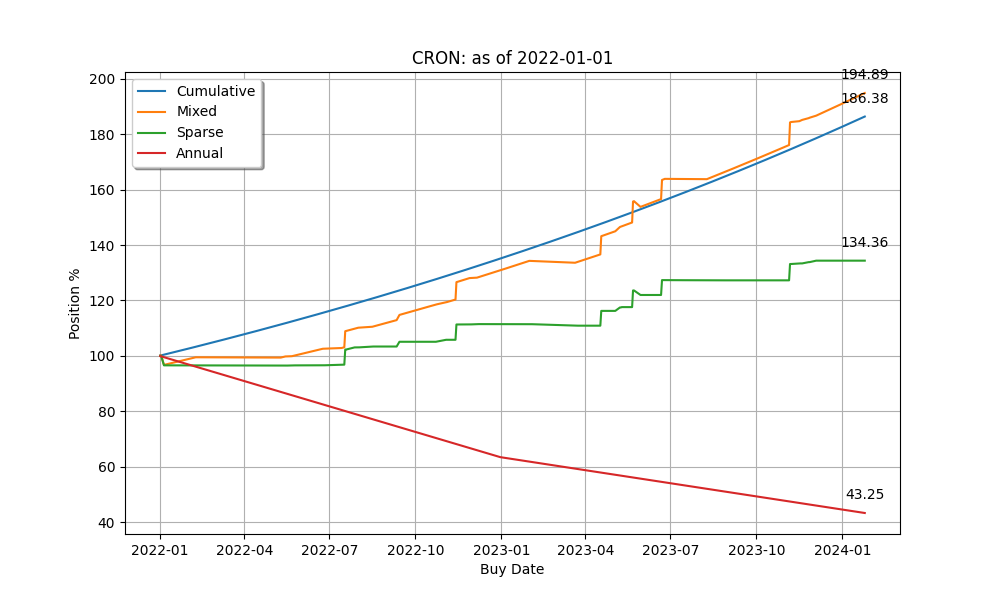 CRON: as of 2022-01-01
Cumulative
Mixed
Sparse
Annual
194.89
186.38
134.36
43.25
Position %
200
180
160
140
120
100
80
60
40
2022-01 2022-04 2022-07 2022-10 2023-01 2023-04 2023-07 2023-10 2024-01
Buy Date